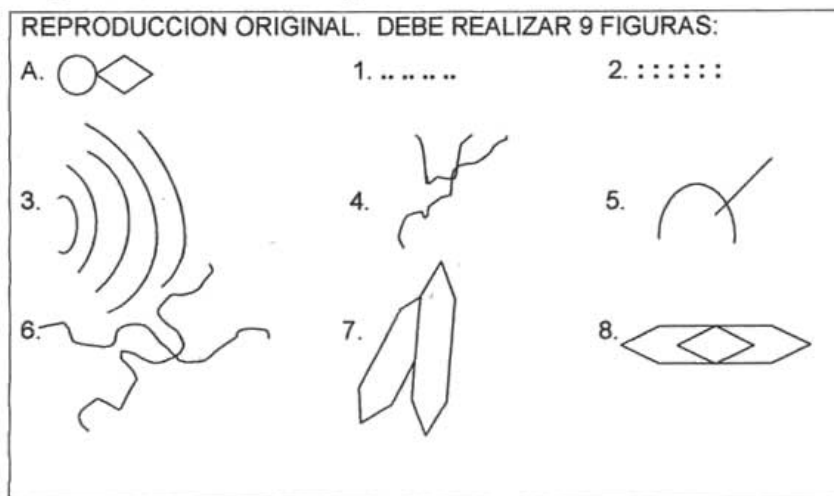 REPRODUCCION ORIGINAL. DEBE REALIZAR 9 FIGURAS:
A. 1. 2.
3. 4. 5.
6. 7. 8.